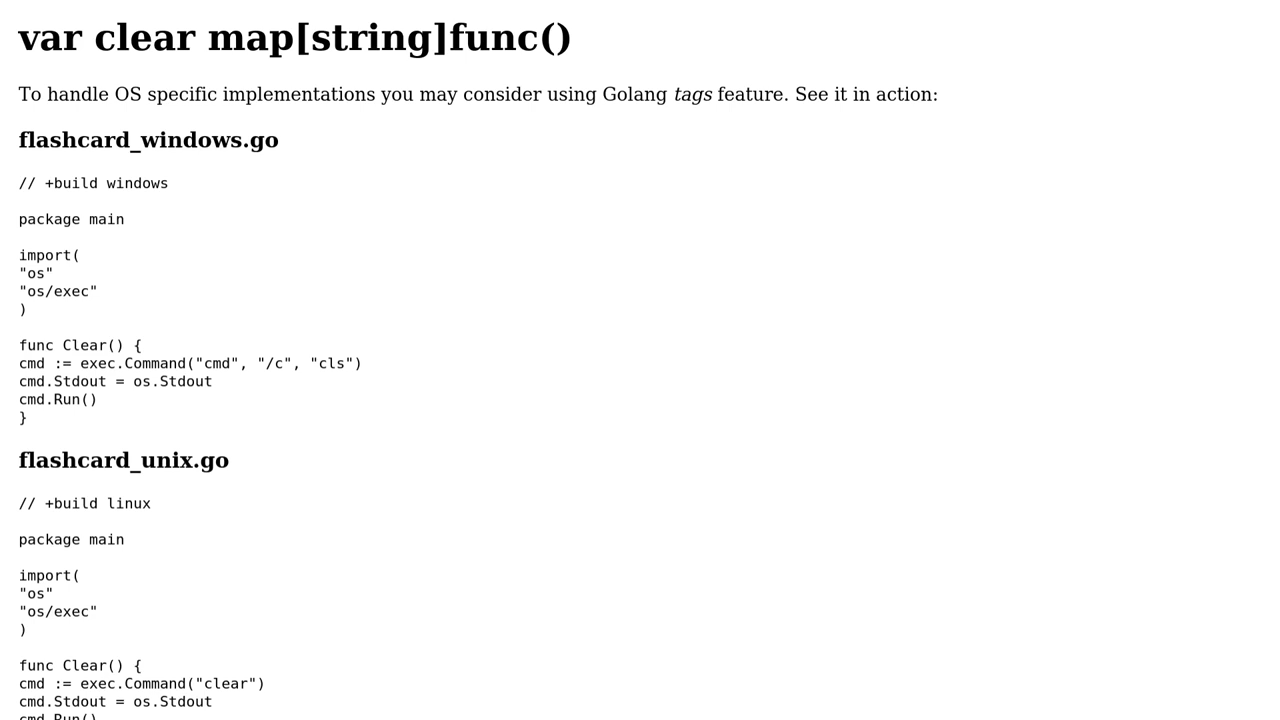 var clear map[string]func()
To handle OS specific implementations you may consider using Golang tags feature. See it in action:
flashcard_windows.go
// +build windows
package main
import(
"os"
"os/exec"
)
func Clear() {
cmd := exec.Command("cmd", "/c", "cls")
cmd.Stdout = os.Stdout
cmd.Run()
}
flashcard_unix.go
// +build linux
package main
import(
"os"
"os/exec"
)
func Clear() {
cmd := exec.Command("clear")
cmd.Stdout = os.Stdout
cmd.Run()